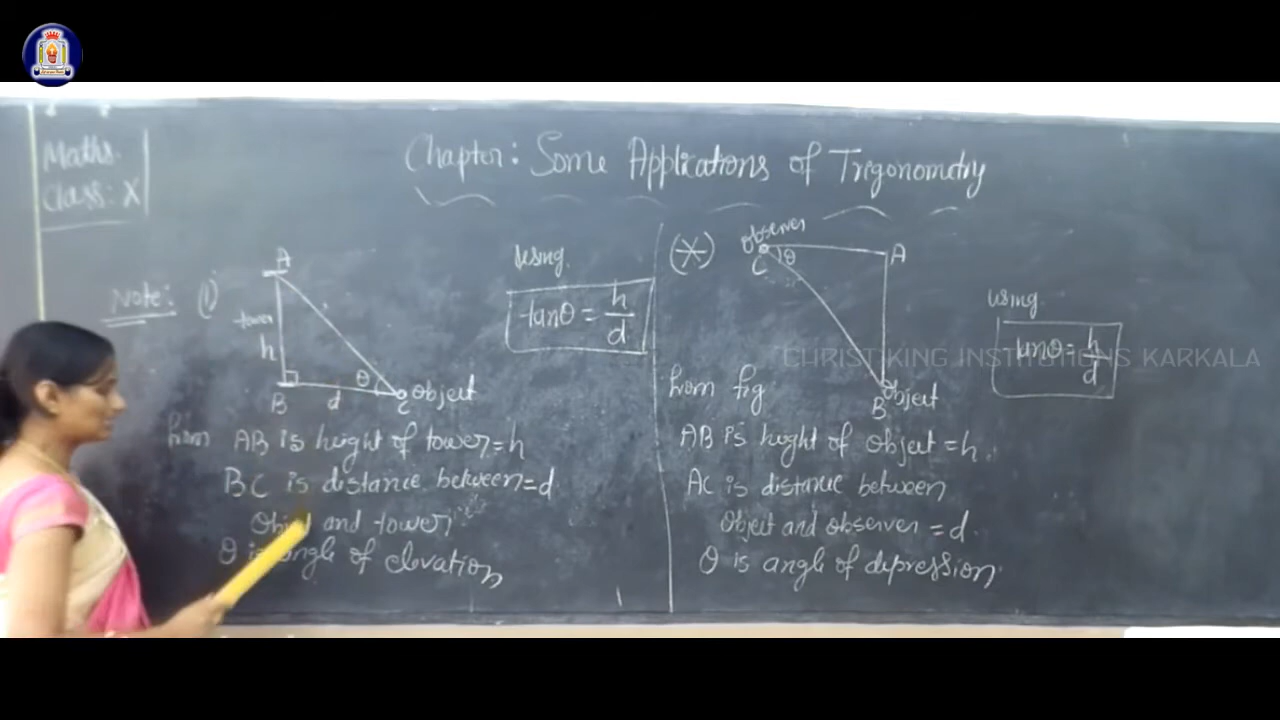 Maths.
Class: X
Chapter: Some Applications of Trigonometry
Note: (1)
A
tower
h
B
d
θ
C
Object
using
tanθ = h/d
from
AB is height of tower = h
BC is distance between = d.
Object and tower
θ is angle of elevation
(*)
Observer
C
θ
A
B
Object
using
tanθ = h/d
from fig
AB is height of object = h.
AC is distance between
Object and observer = d.
θ is angle of depression.
CHRIST KING INSTITUTIONS KARKALA